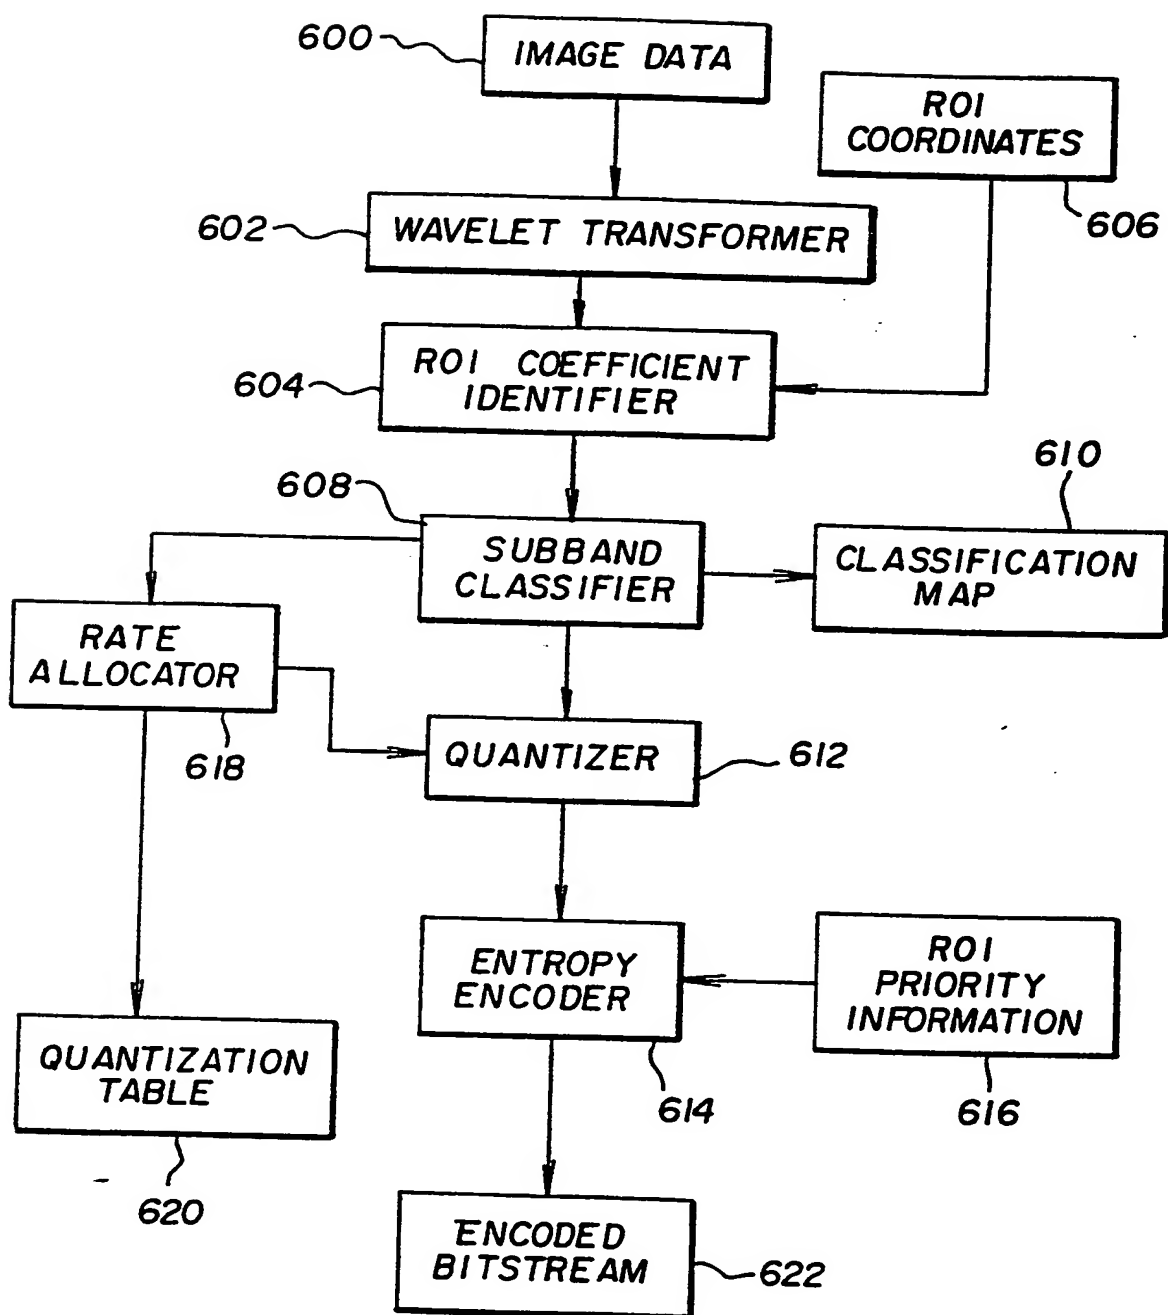 600
IMAGE DATA
ROI
COORDINATES
606
602
WAVELET TRANSFORMER
604
ROI COEFFICIENT
IDENTIFIER
608
SUBBAND
CLASSIFIER
610
CLASSIFICATION
MAP
RATE
ALLOCATOR
618
QUANTIZER
612
ENTROPY
ENCODER
614
ROI
PRIORITY
INFORMATION
616
QUANTIZATION
TABLE
620
ENCODED
BITSTREAM
622